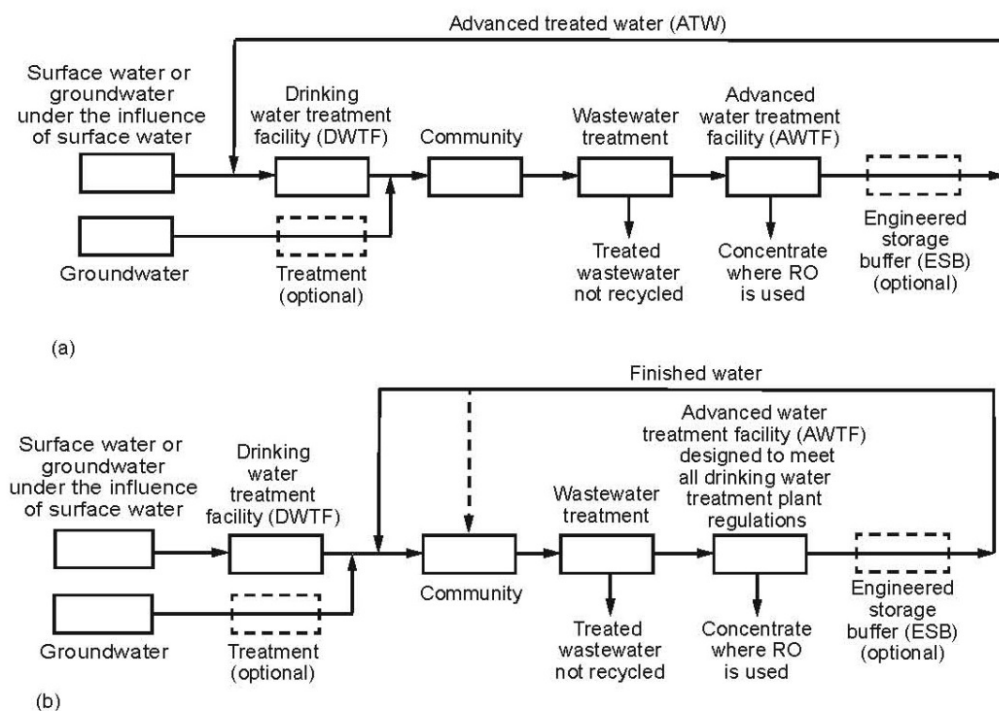 Advanced treated water (ATW)
Surface water or
groundwater
under the influence
of surface water
Drinking
water treatment
facility (DWTF)
Community
Wastewater
treatment
Advanced
water treatment
facility (AWTF)
Groundwater
Treatment
(optional)
Treated
wastewater
not recycled
Concentrate
where RO
is used
Engineered
storage
buffer (ESB)
(optional)
(a)
Finished water
Surface water or
groundwater
under the influence
of surface water
Drinking
water
treatment
facility (DWTF)
Community
Wastewater
treatment
Advanced water
treatment facility (AWTF)
designed to meet
all drinking water
treatment plant
regulations
Groundwater
Treatment
(optional)
Treated
wastewater
not recycled
Concentrate
where RO
is used
Engineered
storage
buffer (ESB)
(optional)
(b)